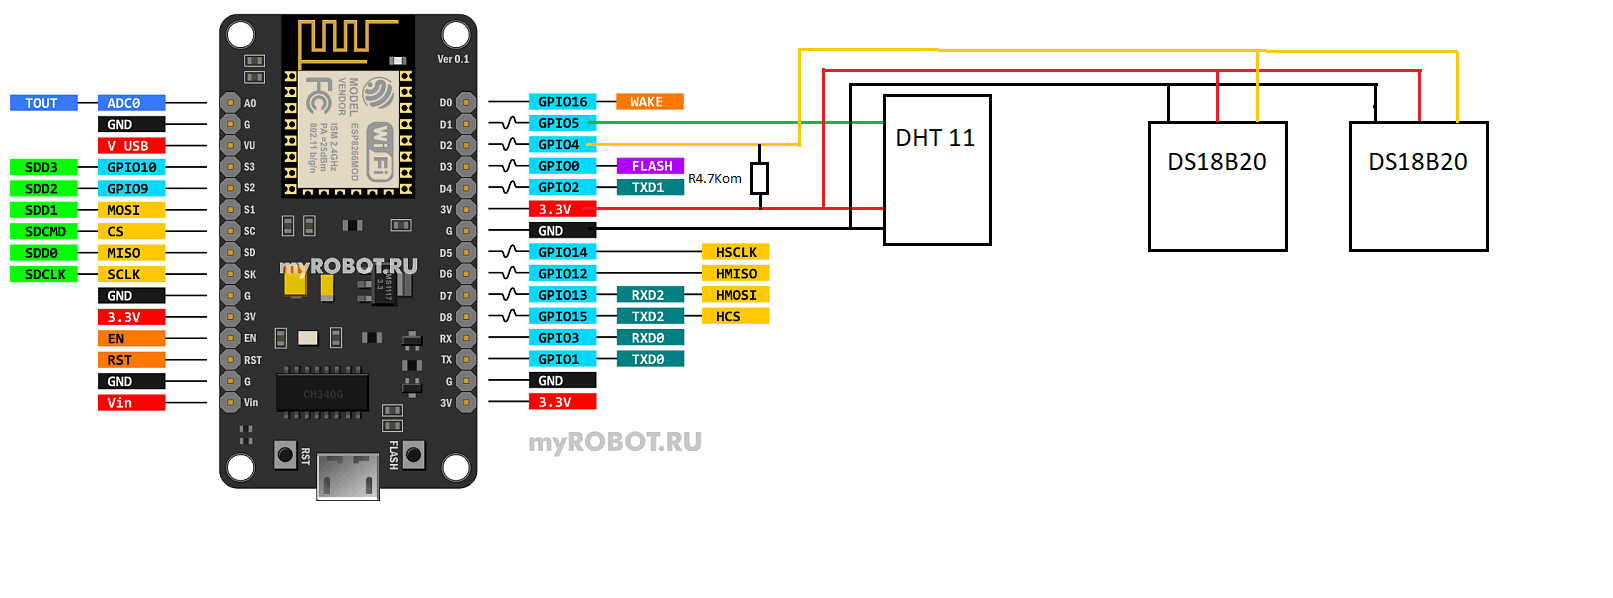 Ver 0.1
MODEL
VENDOR
ESP8266MOD
ISM 2.4GHz
PA +25dBm
802.11 b/g/n
FC
WiFi
TOUT ADC0 A0 D0 GPIO16 WAKE
GND G D1 GPIO5
V USB VU D2 GPIO4
SDD3 GPIO10 S3 D3 GPIO0 FLASH
SDD2 GPIO9 S2 D4 GPIO2 TXD1
SDD1 MOSI S1 3V 3.3V
SDCMD CS SC G GND
SDD0 MISO SD D5 GPIO14 HSCLK
SDCLK SCLK SK D6 GPIO12 HMISO
GND G D7 GPIO13 RXD2 HMOSI
3.3V 3V D8 GPIO15 TXD2 HCS
EN EN RX GPIO3 RXD0
RST RST TX GPIO1 TXD0
GND G G GND
Vin Vin 3V 3.3V
R4.7Kom
DHT 11
DS18B20
DS18B20
myROBOT.RU
CH340G
RST
FLASH
myROBOT.RU